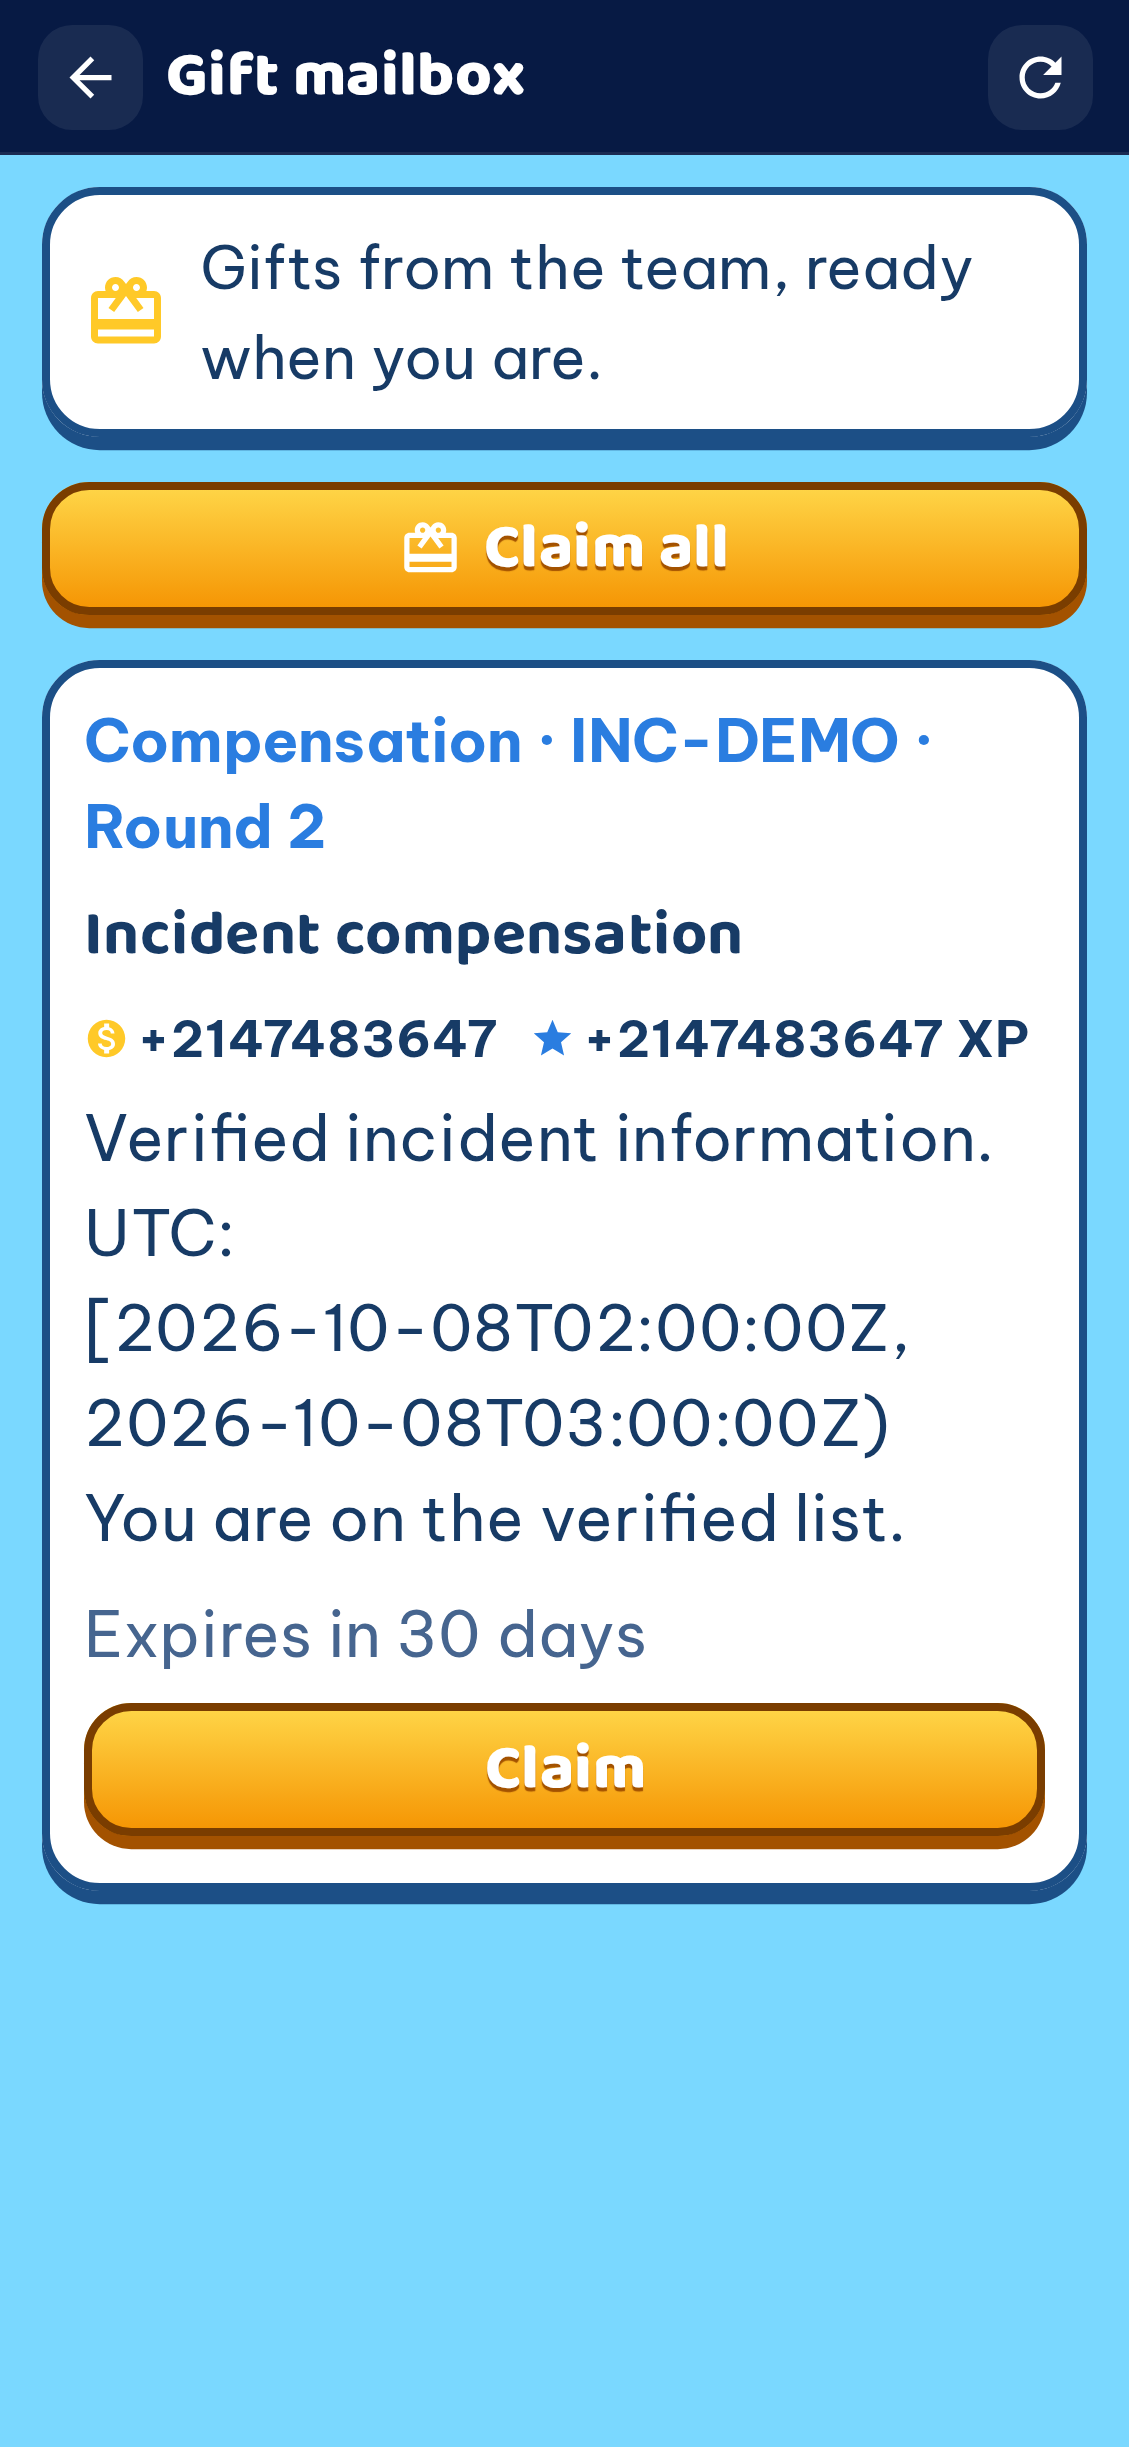 Gift mailbox
Gifts from the team, ready
when you are.
Claim all
Compensation · INC-DEMO ·
Round 2
Incident compensation
+2147483647 +2147483647 XP
Verified incident information.
UTC:
[2026-10-08T02:00:00Z,
2026-10-08T03:00:00Z)
You are on the verified list.
Expires in 30 days
Claim